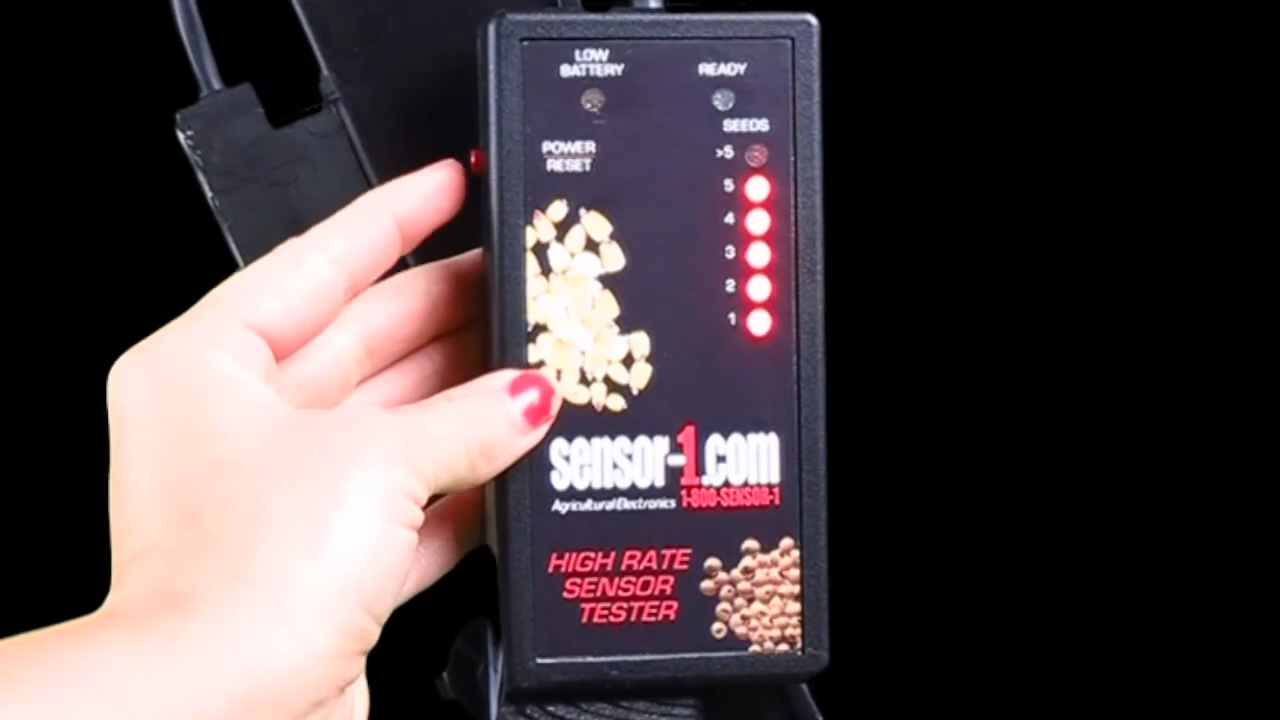 LOW
BATTERY
READY
SEEDS
>5
POWER
RESET
5
4
3
2
1
sensor-1.com
Agricultural Electronics 1-800-SENSOR-1
HIGH RATE
SENSOR
TESTER